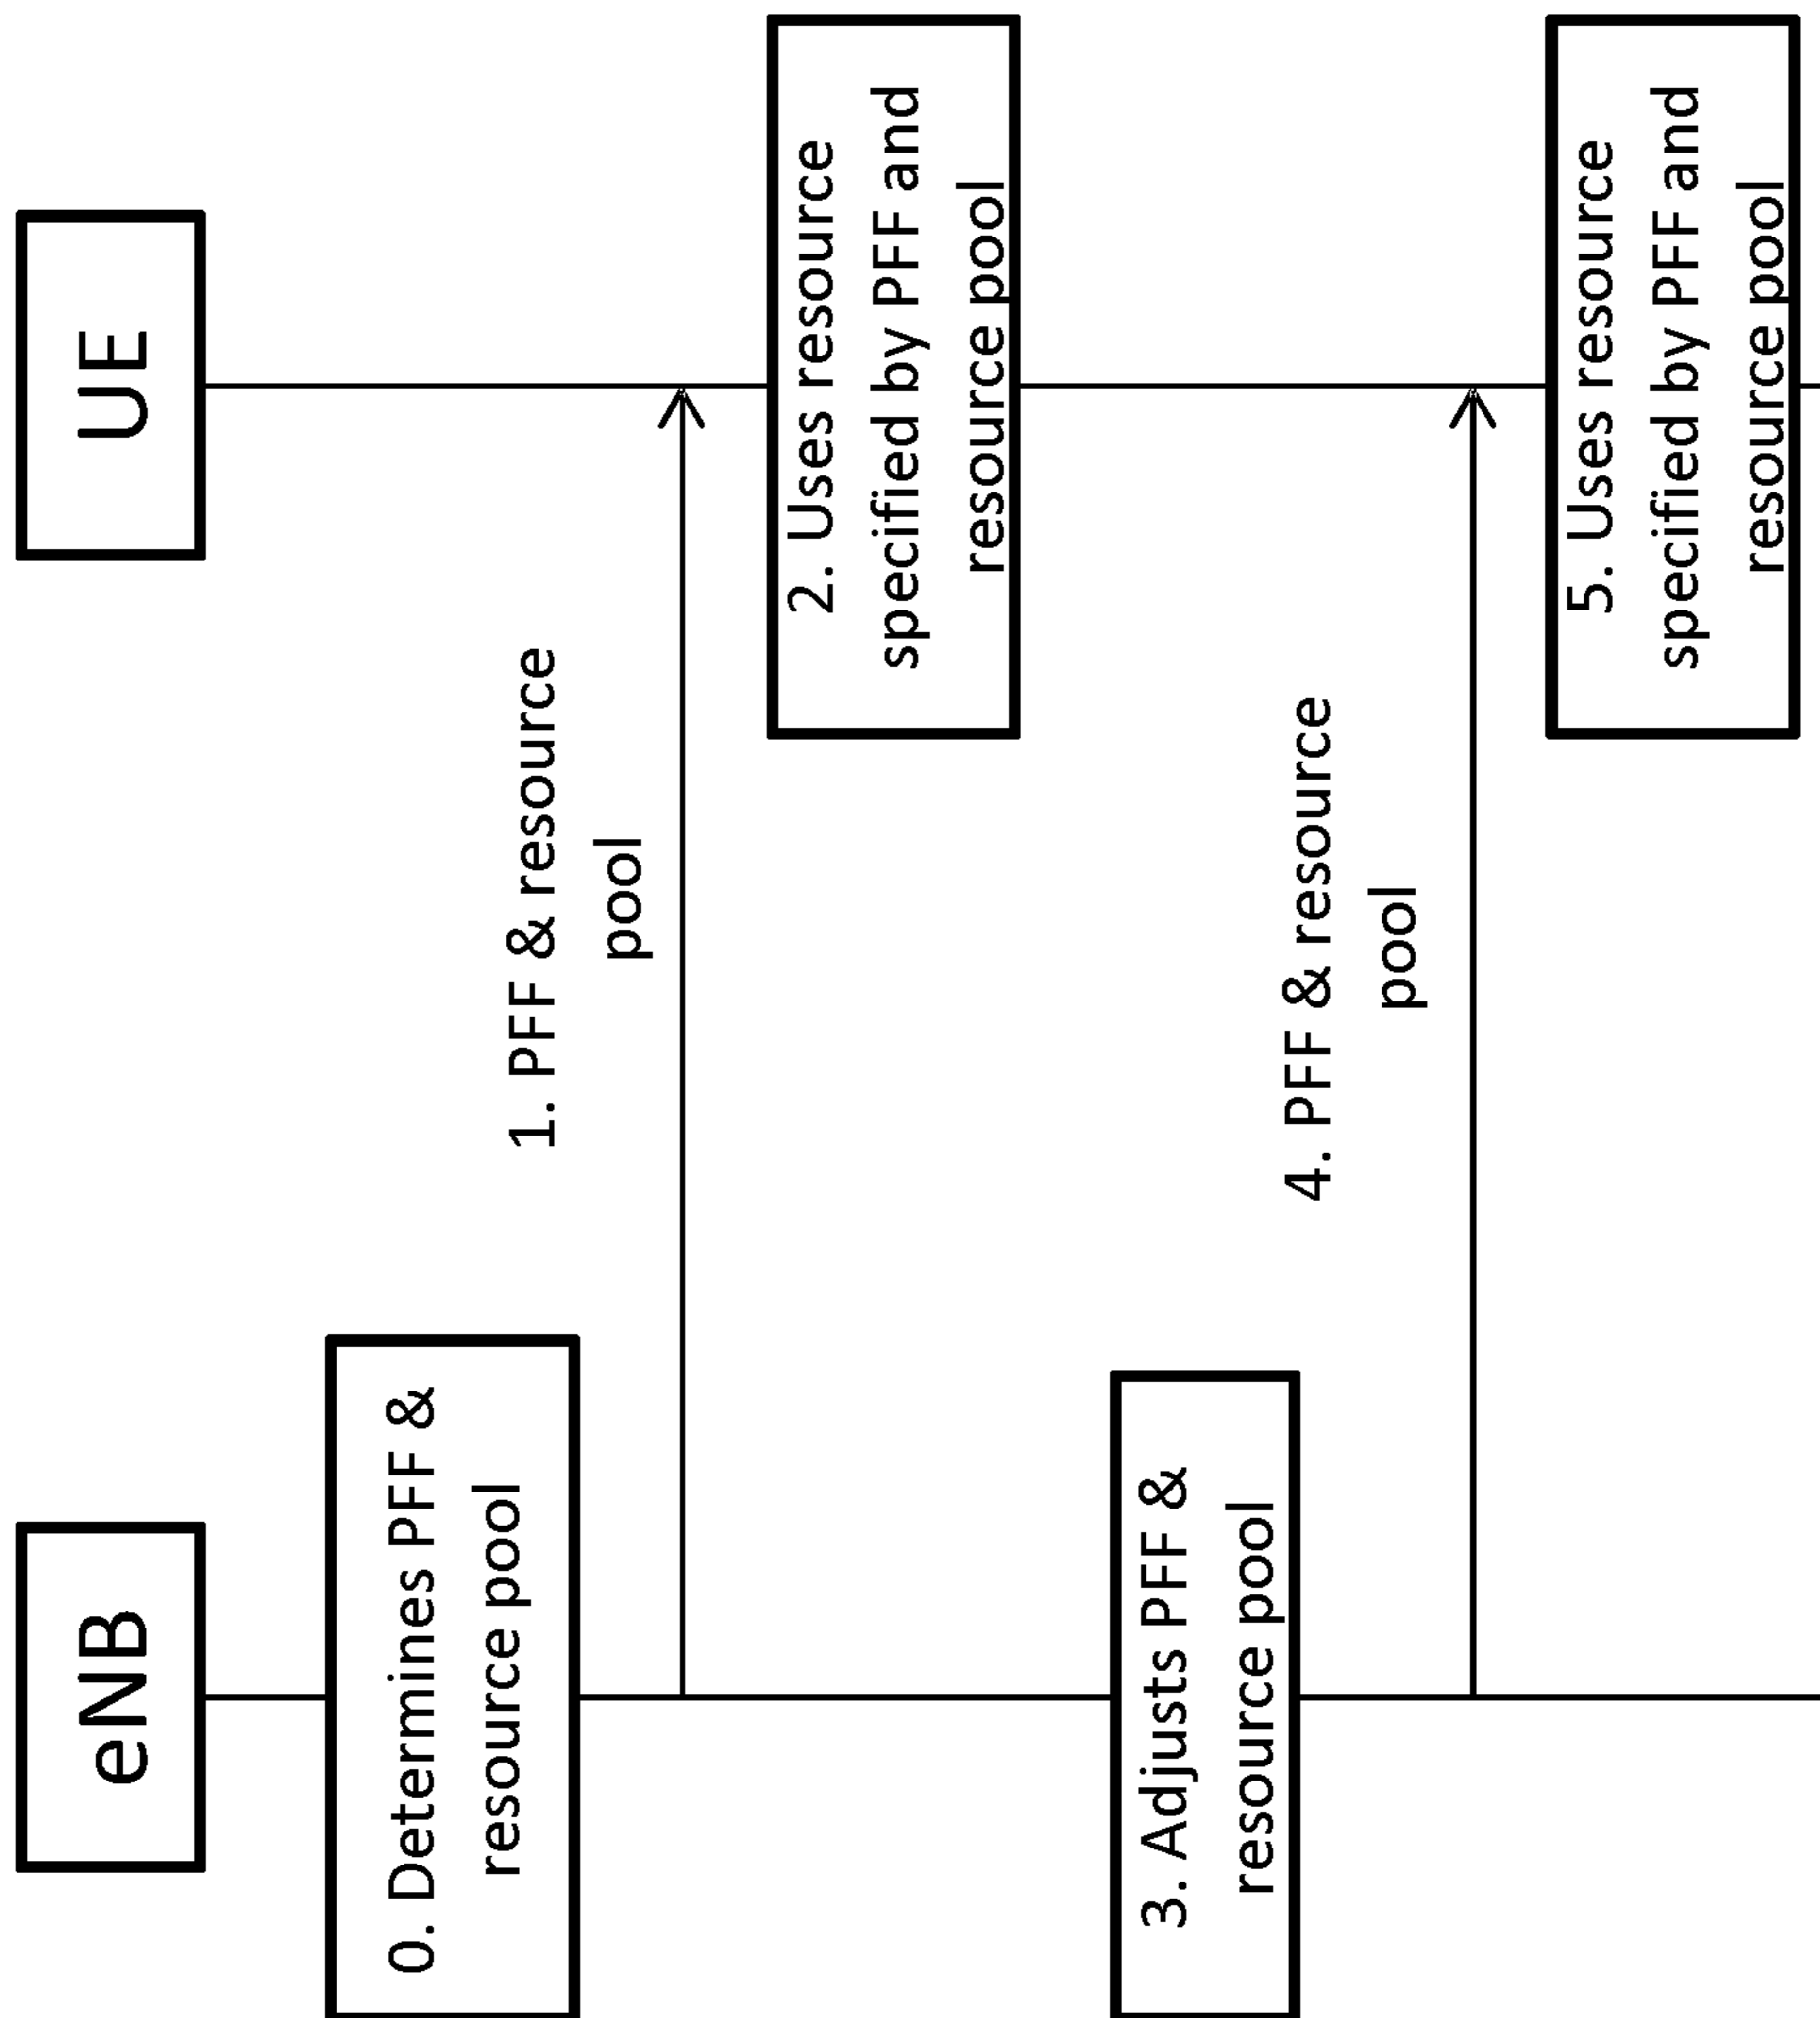 eNB
UE
0. Determines PFF &
resource pool
1. PFF & resource
pool
2. Uses resource
specified by PFF and
resource pool
3. Adjusts PFF &
resource pool
4. PFF & resource
pool
5. Uses resource
specified by PFF and
resource pool